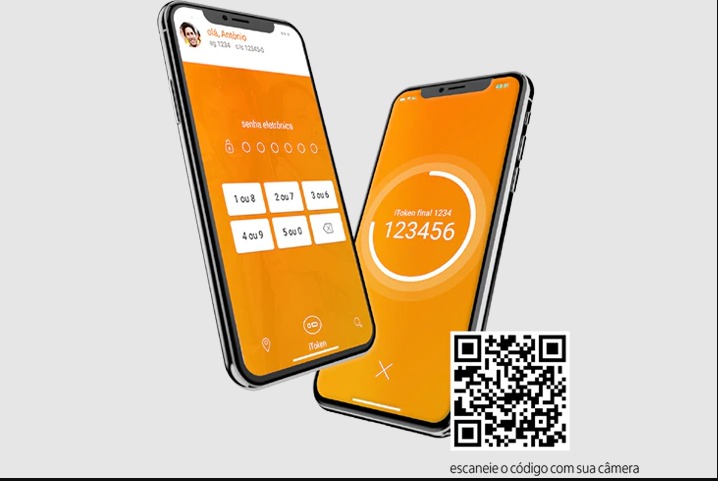 olá, Antônio
ag 1234 c/c 12345-6
senha eletrônica
1 ou 8
2 ou 7
3 ou 6
4 ou 9
5 ou 0
iToken
iToken final 1234
123456
escaneie o código com sua câmera